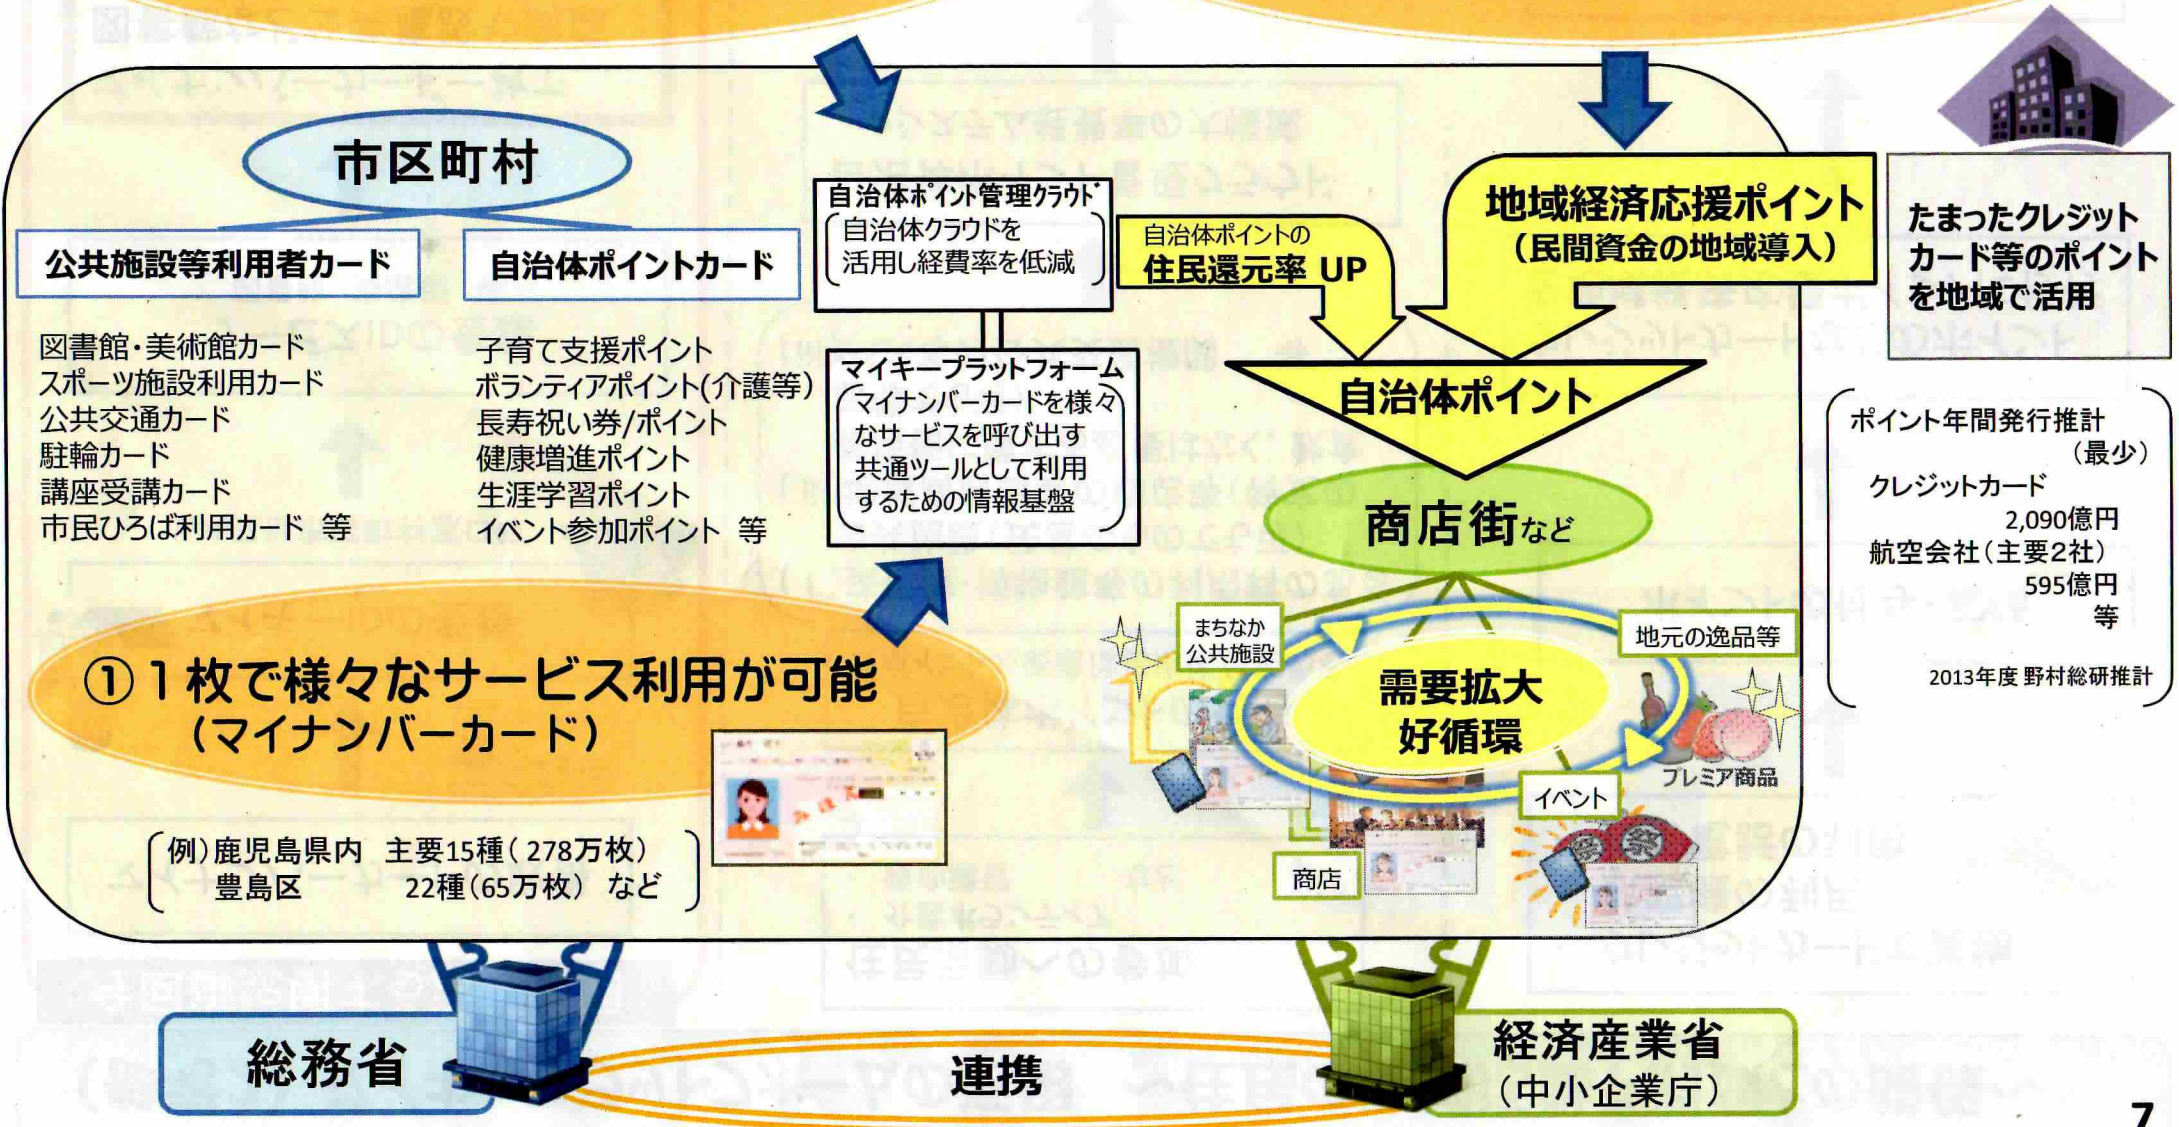 市区町村
公共施設等利用者カード
図書館・美術館カード
スポーツ施設利用カード
公共交通カード
駐輪カード
講座受講カード
市民ひろば利用カード 等
自治体ポイントカード
子育て支援ポイント
ボランティアポイント(介護等)
長寿祝い券/ポイント
健康増進ポイント
生涯学習ポイント
イベント参加ポイント 等
自治体ポイント管理クラウド
自治体クラウドを
活用し経費率を低減
マイキープラットフォーム
マイナンバーカードを様々
なサービスを呼び出す
共通ツールとして利用
するための情報基盤
自治体ポイントの
住民還元率 UP
地域経済応援ポイント
（民間資金の地域導入）
自治体ポイント
商店街など
まちなか
公共施設
地元の逸品等
需要拡大
好循環
プレミア商品
イベント
祭
祭
商店
たまったクレジット
カード等のポイント
を地域で活用
ポイント年間発行推計
（最少）
クレジットカード
2,090億円
航空会社（主要2社）
595億円
等
2013年度 野村総研推計
①１枚で様々なサービス利用が可能
（マイナンバーカード）
例）鹿児島県内 主要15種（278万枚）
豊島区 22種（65万枚） など
総務省
連携
経済産業省
（中小企業庁）
7